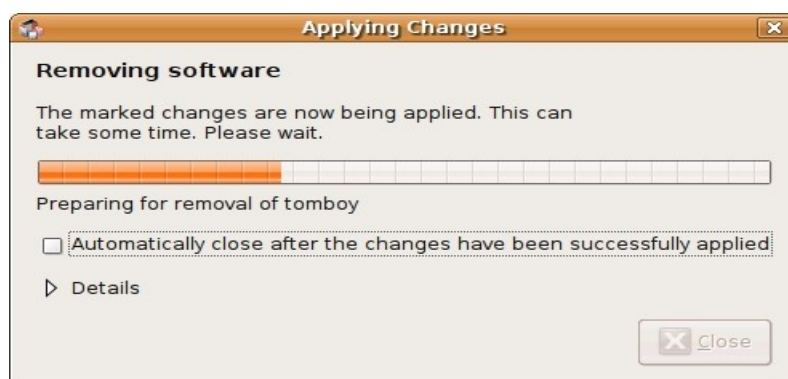 Applying Changes
Removing software
The marked changes are now being applied. This can
take some time. Please wait.
Preparing for removal of tomboy
Automatically close after the changes have been successfully applied
Details
Close